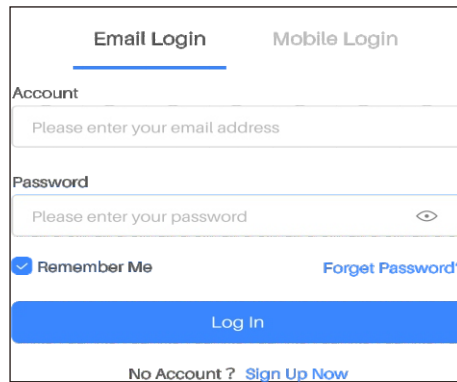 Email Login Mobile Login
Account
Please enter your email address
Password
Please enter your password
Remember Me Forget Password?
Log In
No Account ? Sign Up Now